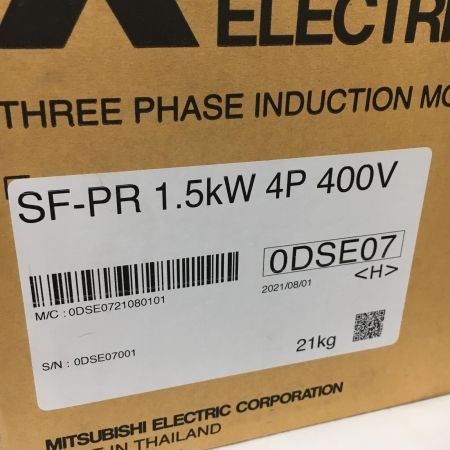 ELECTRI
THREE PHASE INDUCTION MO
SF-PR 1.5kW 4P 400V
0DSE07
<H>
2021/08/01
M/C : 0DSE0721080101
21kg
S/N : 0DSE07001
MITSUBISHI ELECTRIC CORPORATION
IN THAILAND